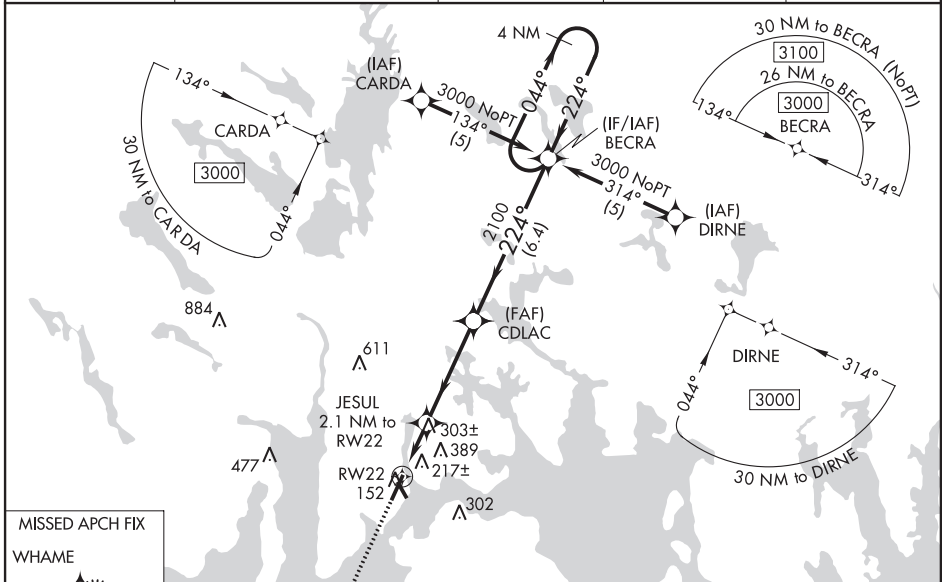 30 NM to BECRA (NoPT)
3100
26 NM to BECRA
3000
BECRA
134°
314°
4 NM
044°
224°
(IAF)
CARDA
3000 NoPT
134°
(5)
(IF/IAF)
BECRA
3000 NoPT
314°
(5)
(IAF)
DIRNE
134°
CARDA
3000
044°
30 NM to CARDA
2100
224°
(6.4)
(FAF)
CDLAC
884
611
DIRNE
314°
044°
3000
30 NM to DIRNE
JESUL
2.1 NM to
RW22
303±
389
217±
477
RW22
152
302
MISSED APCH FIX
WHAME